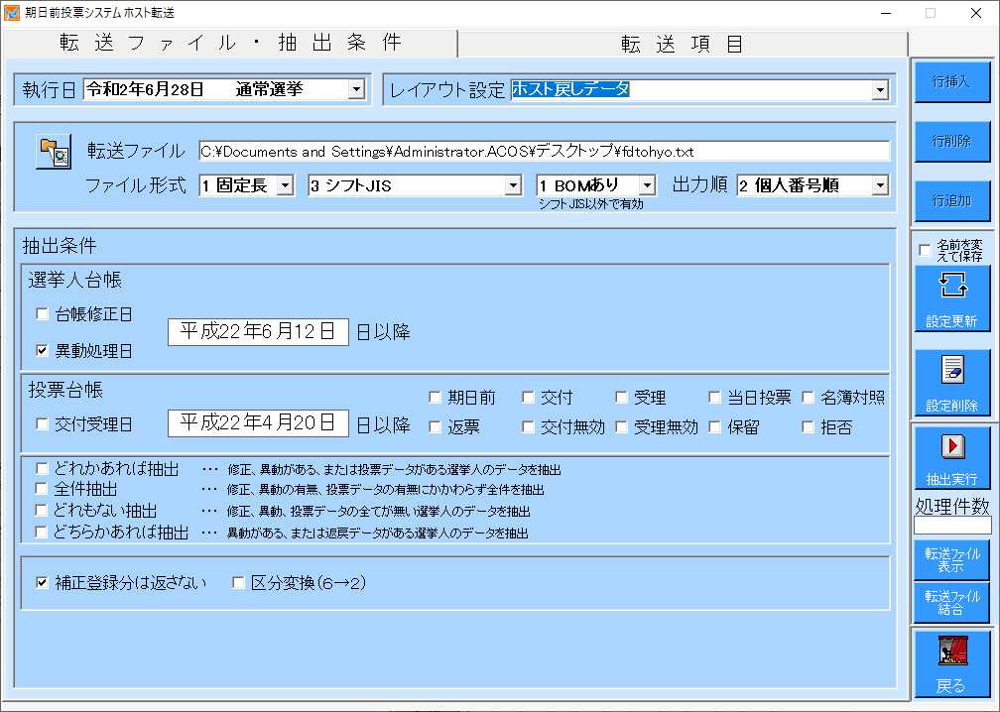 期日前投票システム ホスト転送
転送ファイル・抽出条件
転送項目
執行日 令和2年6月28日 通常選挙
レイアウト設定 ホスト戻しデータ
転送ファイル C:¥Documents and Settings¥Administrator.ACOS¥デスクトップ¥fdtohyo.txt
ファイル形式 1 固定長 3 シフトJIS 1 BOMあり 出力順 2 個人番号順
シフトJIS以外で有効
抽出条件
選挙人台帳
台帳修正日
平成22年6月12日 日以降
異動処理日
投票台帳
期日前 交付 受理 当日投票 名簿対照
交付受理日 平成22年4月20日 日以降
返票 交付無効 受理無効 保留 拒否
どれかあれば抽出 … 修正、異動がある、または投票データがある選挙人のデータを抽出
全件抽出 … 修正、異動の有無、投票データの有無にかかわらず全件を抽出
どれもない抽出 … 修正、異動、投票データの全てが無い選挙人のデータを抽出
どちらかあれば抽出 … 異動がある、または返戻データがある選挙人のデータを抽出
補正登録分は返さない 区分変換(6→2)
行挿入
行削除
行追加
名前を変
えて保存
設定更新
設定削除
抽出実行
処理件数
転送ファイル
表示
転送ファイル
結合
戻る